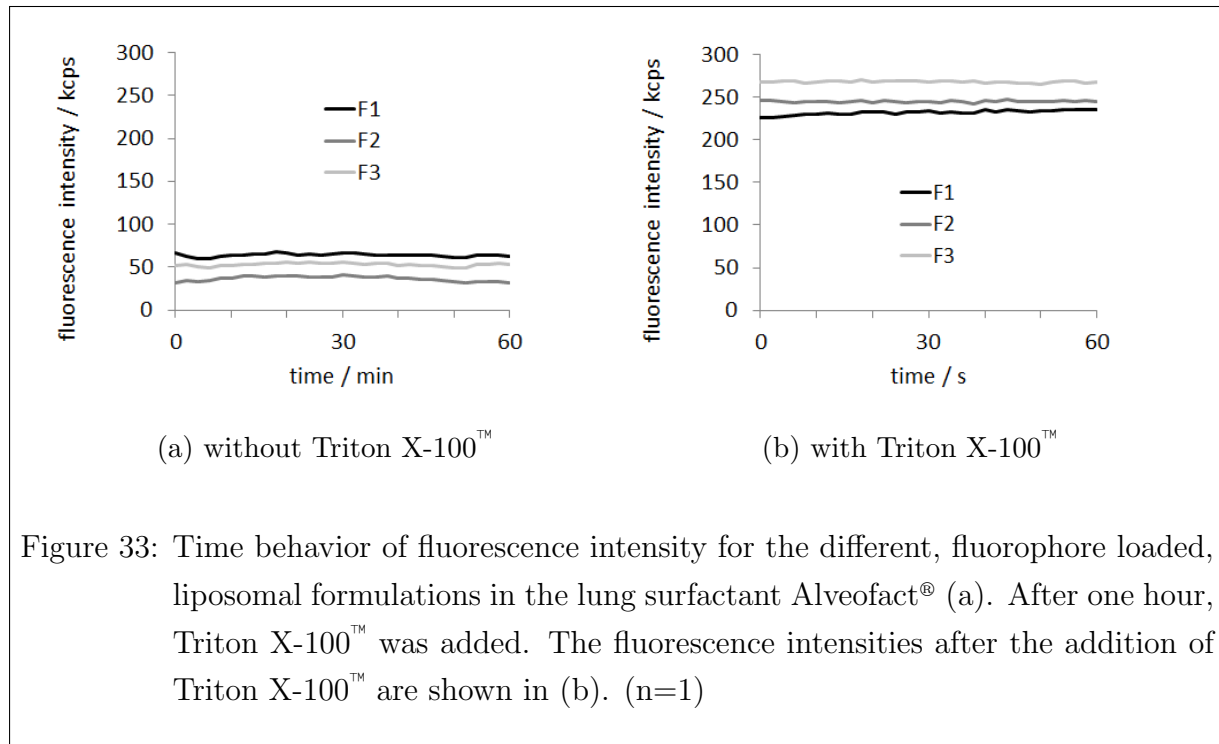 300
250
200
150
100
50
0
fluorescence intensity / kcps
F1
F2
F3
0 30 60
time / min
(a) without Triton X-100™
300
250
200
150
100
50
0
fluorescence intensity / kcps
F1
F2
F3
0 30 60
time / s
(b) with Triton X-100™
Figure 33: Time behavior of fluorescence intensity for the different, fluorophore loaded,
liposomal formulations in the lung surfactant Alveofact® (a). After one hour,
Triton X-100™ was added. The fluorescence intensities after the addition of
Triton X-100™ are shown in (b). (n=1)